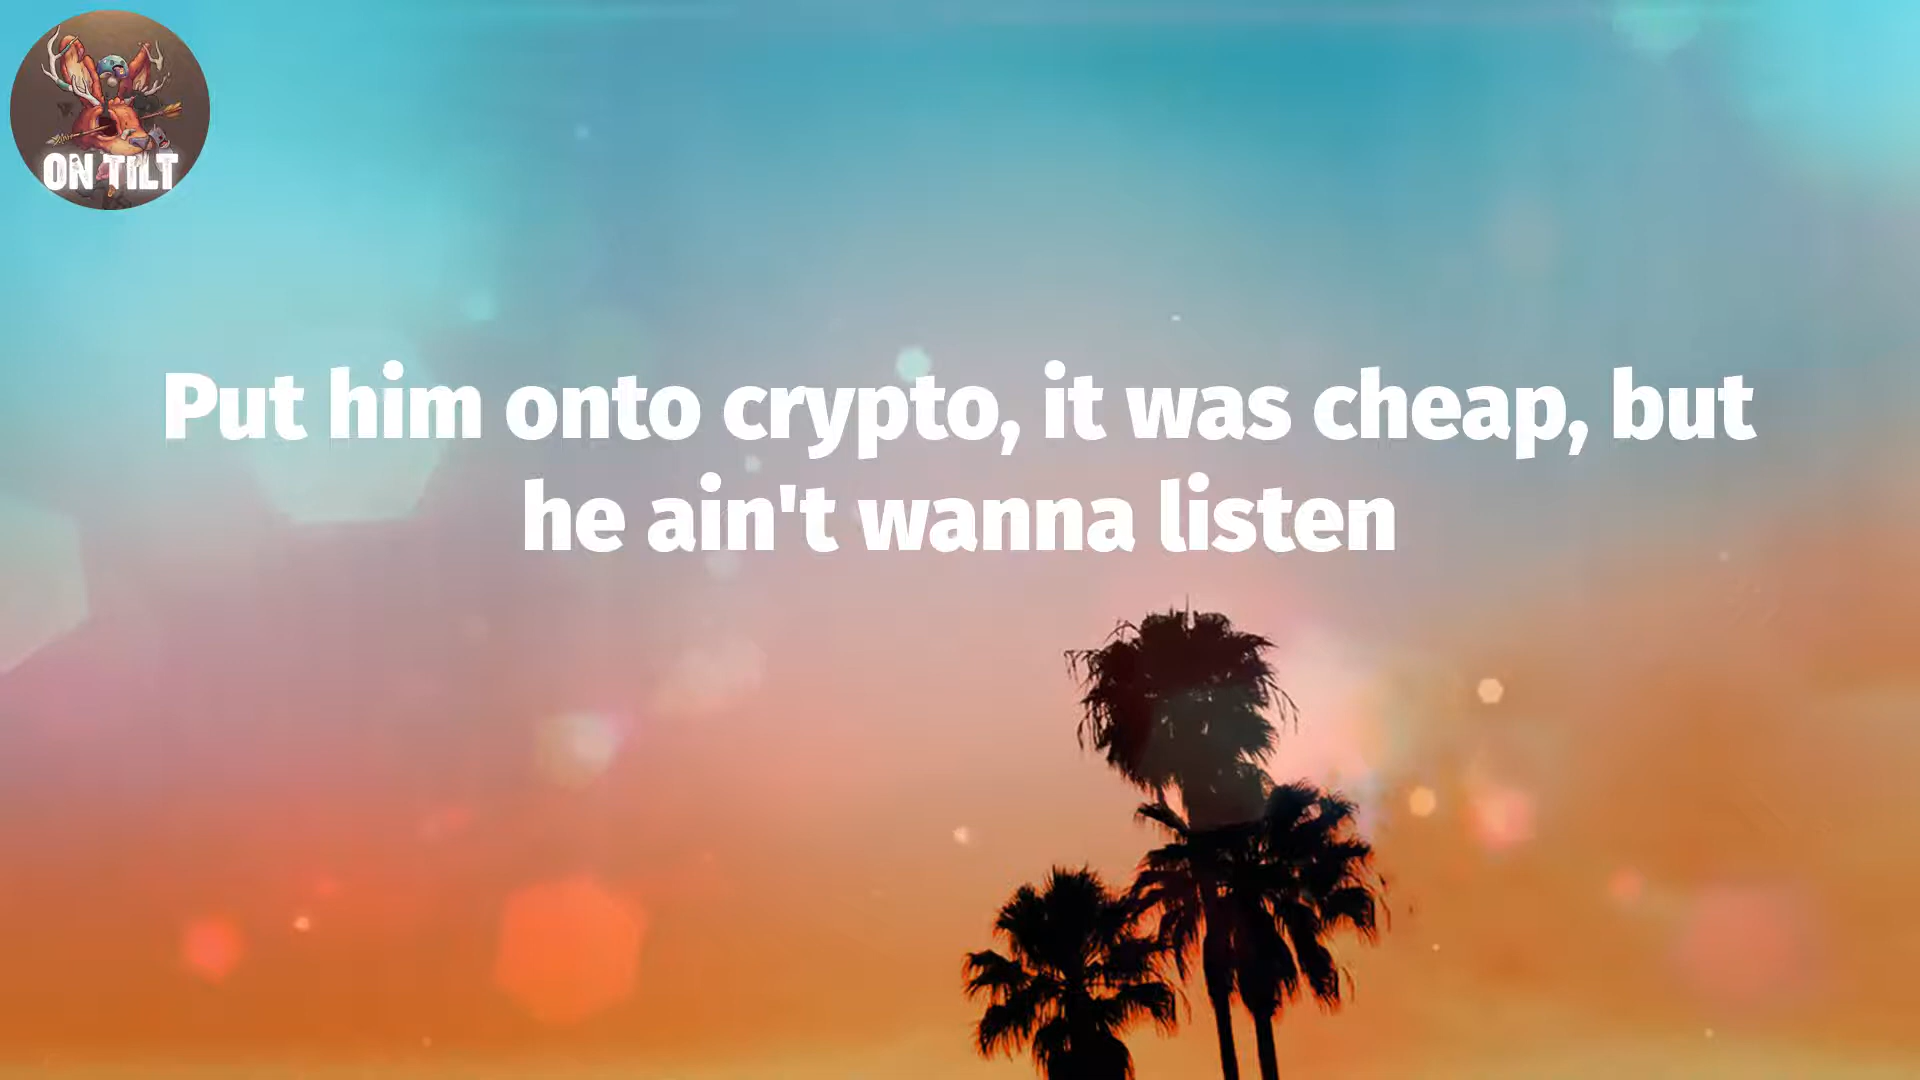 ON TILT
Put him onto crypto, it was cheap, but
he ain't wanna listen